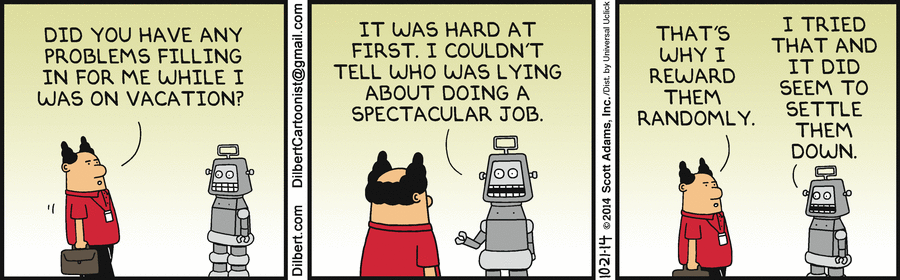 DID YOU HAVE ANY
PROBLEMS FILLING
IN FOR ME WHILE I
WAS ON VACATION?
Dilbert.com DilbertCartoonist@gmail.com
IT WAS HARD AT
FIRST. I COULDN'T
TELL WHO WAS LYING
ABOUT DOING A
SPECTACULAR JOB.
10-21-14 © 2014 Scott Adams, Inc. /Dist. by Universal Uclick
THAT'S
WHY I
REWARD
THEM
RANDOMLY.
I TRIED
THAT AND
IT DID
SEEM TO
SETTLE
THEM
DOWN.